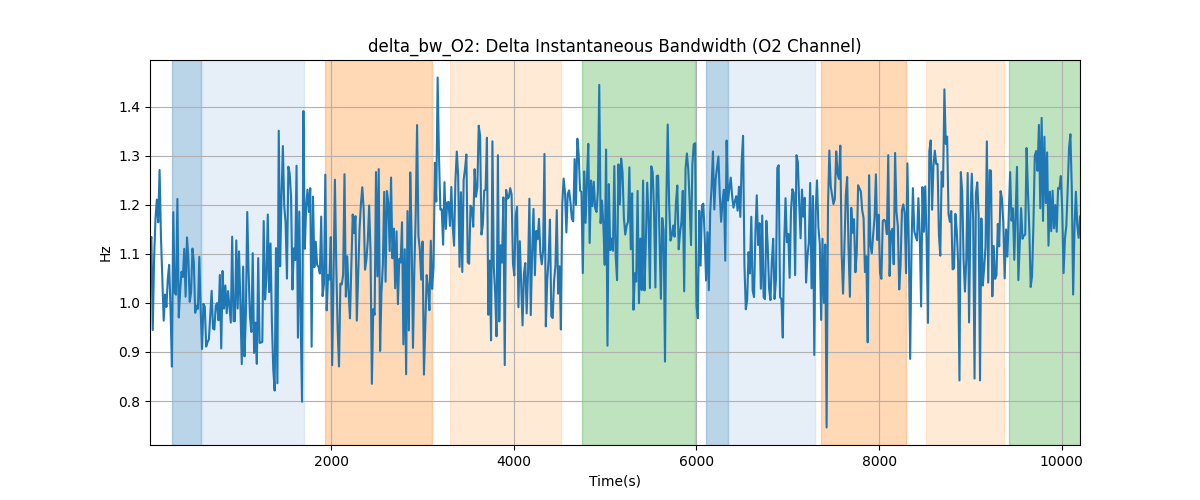 delta_bw_O2: Delta Instantaneous Bandwidth (O2 Channel)
Hz
1.4
1.3
1.2
1.1
1.0
0.9
0.8
2000 4000 6000 8000 10000
Time(s)